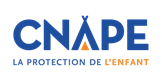 CNAPE
LA PROTECTION DE L'ENFANT